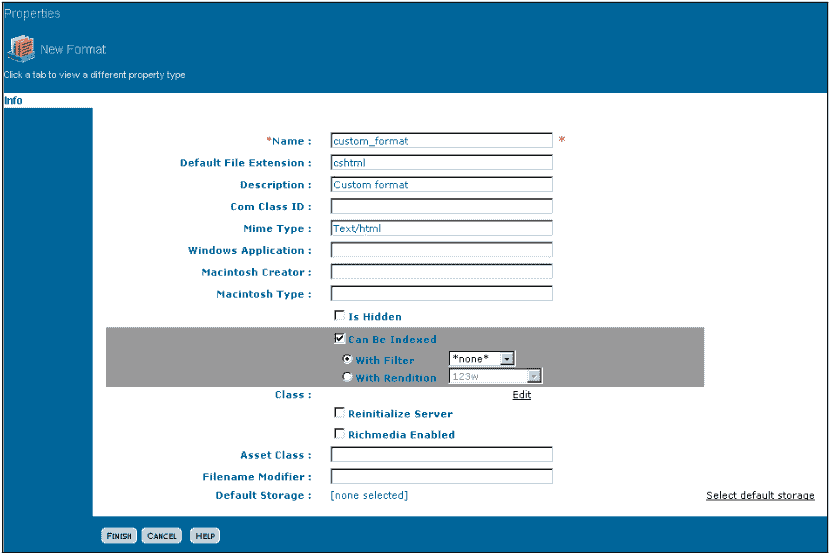 Properties
New Format
Click a tab to view a different property type
Info
*Name : custom_format *
Default File Extension : cshtml
Description : Custom format
Com Class ID :
Mime Type : Text/html
Windows Application :
Macintosh Creator :
Macintosh Type :
Is Hidden
Can Be Indexed
With Filter *none*
With Rendition 123w
Class : Edit
Reinitialize Server
Richmedia Enabled
Asset Class :
Filename Modifier :
Default Storage : [none selected] Select default storage
FINISH CANCEL HELP